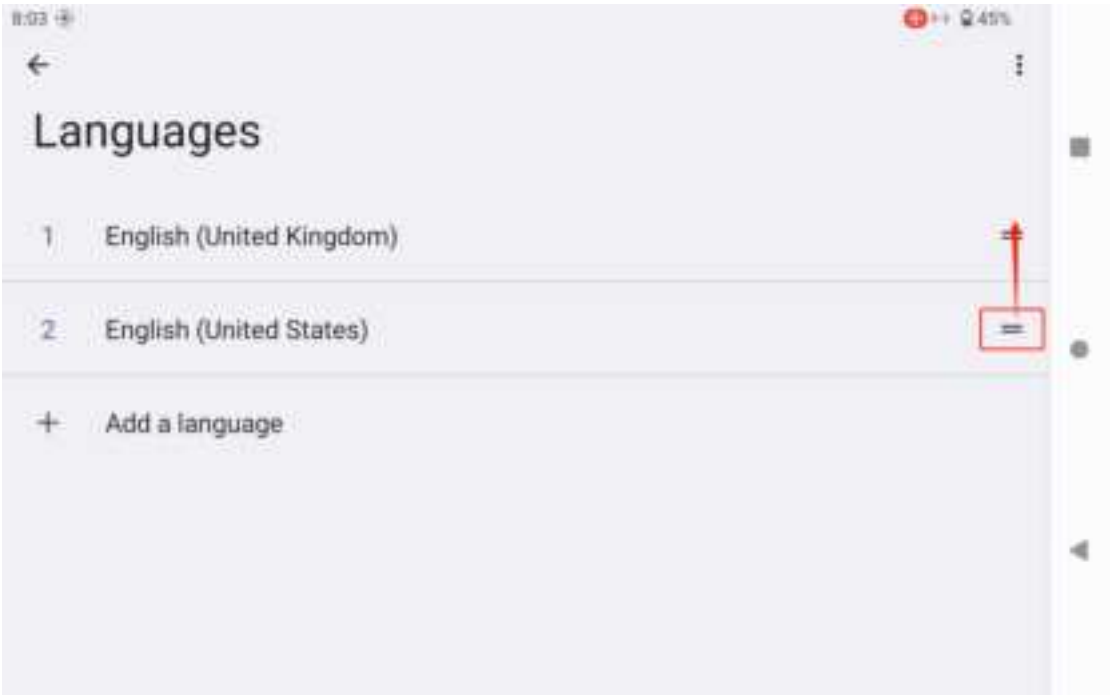 8:03
45%
Languages
1 English (United Kingdom)
2 English (United States)
+ Add a language